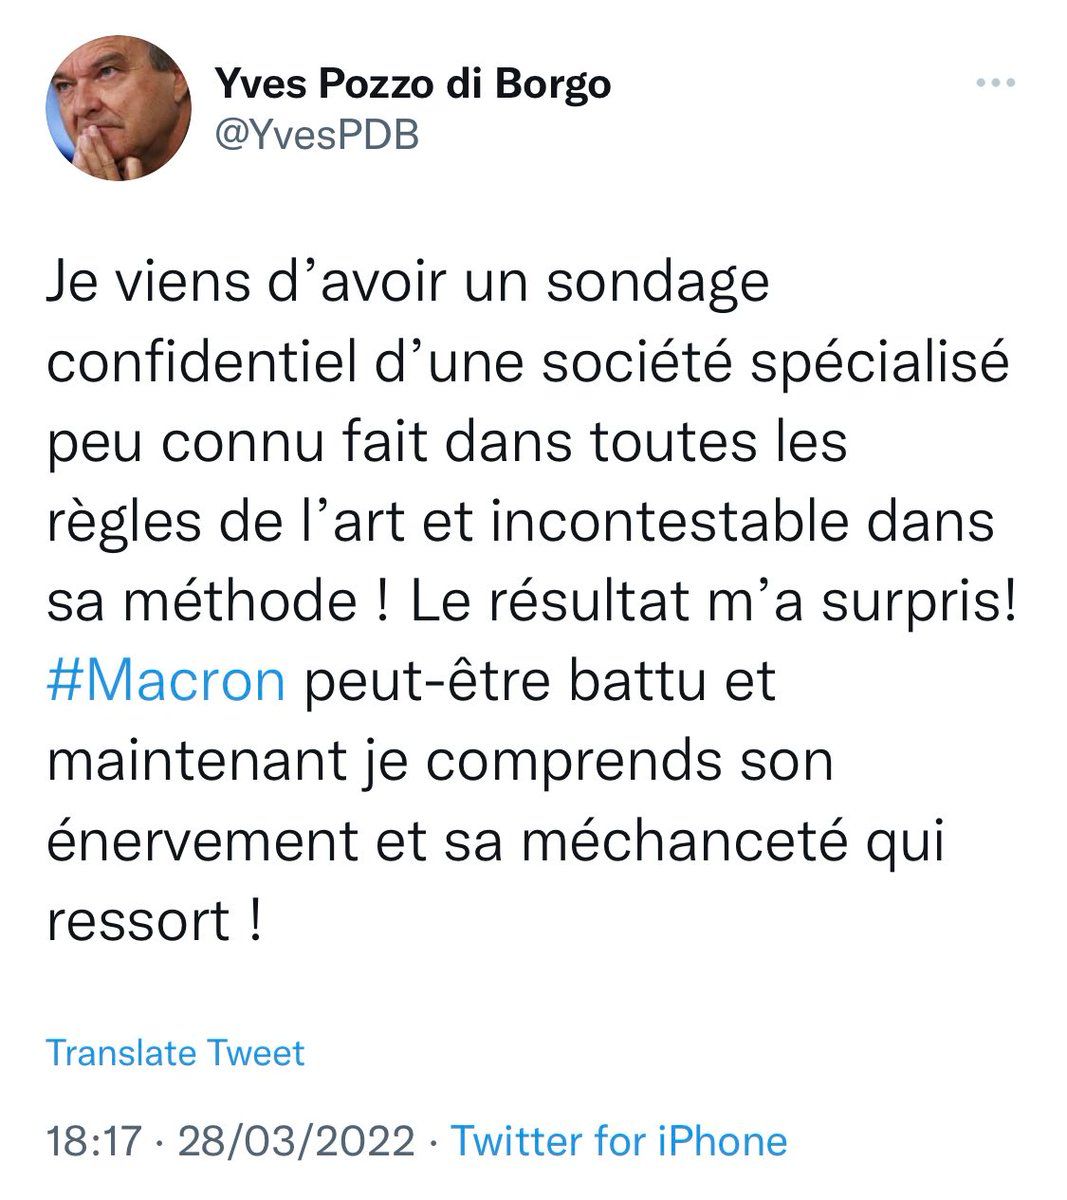 Yves Pozzo di Borgo
@YvesPDB
Je viens d’avoir un sondage
confidentiel d’une société spécialisé
peu connu fait dans toutes les
règles de l’art et incontestable dans
sa méthode ! Le résultat m’a surpris!
#Macron peut-être battu et
maintenant je comprends son
énervement et sa méchanceté qui
ressort !
Translate Tweet
18:17 · 28/03/2022 · Twitter for iPhone